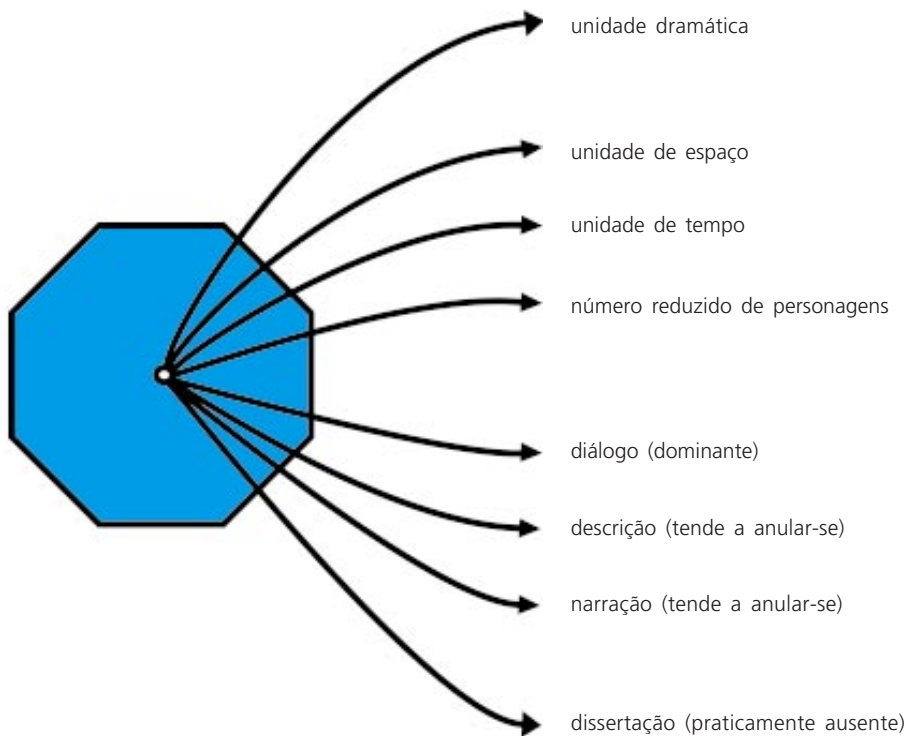 unidade dramática
unidade de espaço
unidade de tempo
número reduzido de personagens
diálogo (dominante)
descrição (tende a anular-se)
narração (tende a anular-se)
dissertação (praticamente ausente)